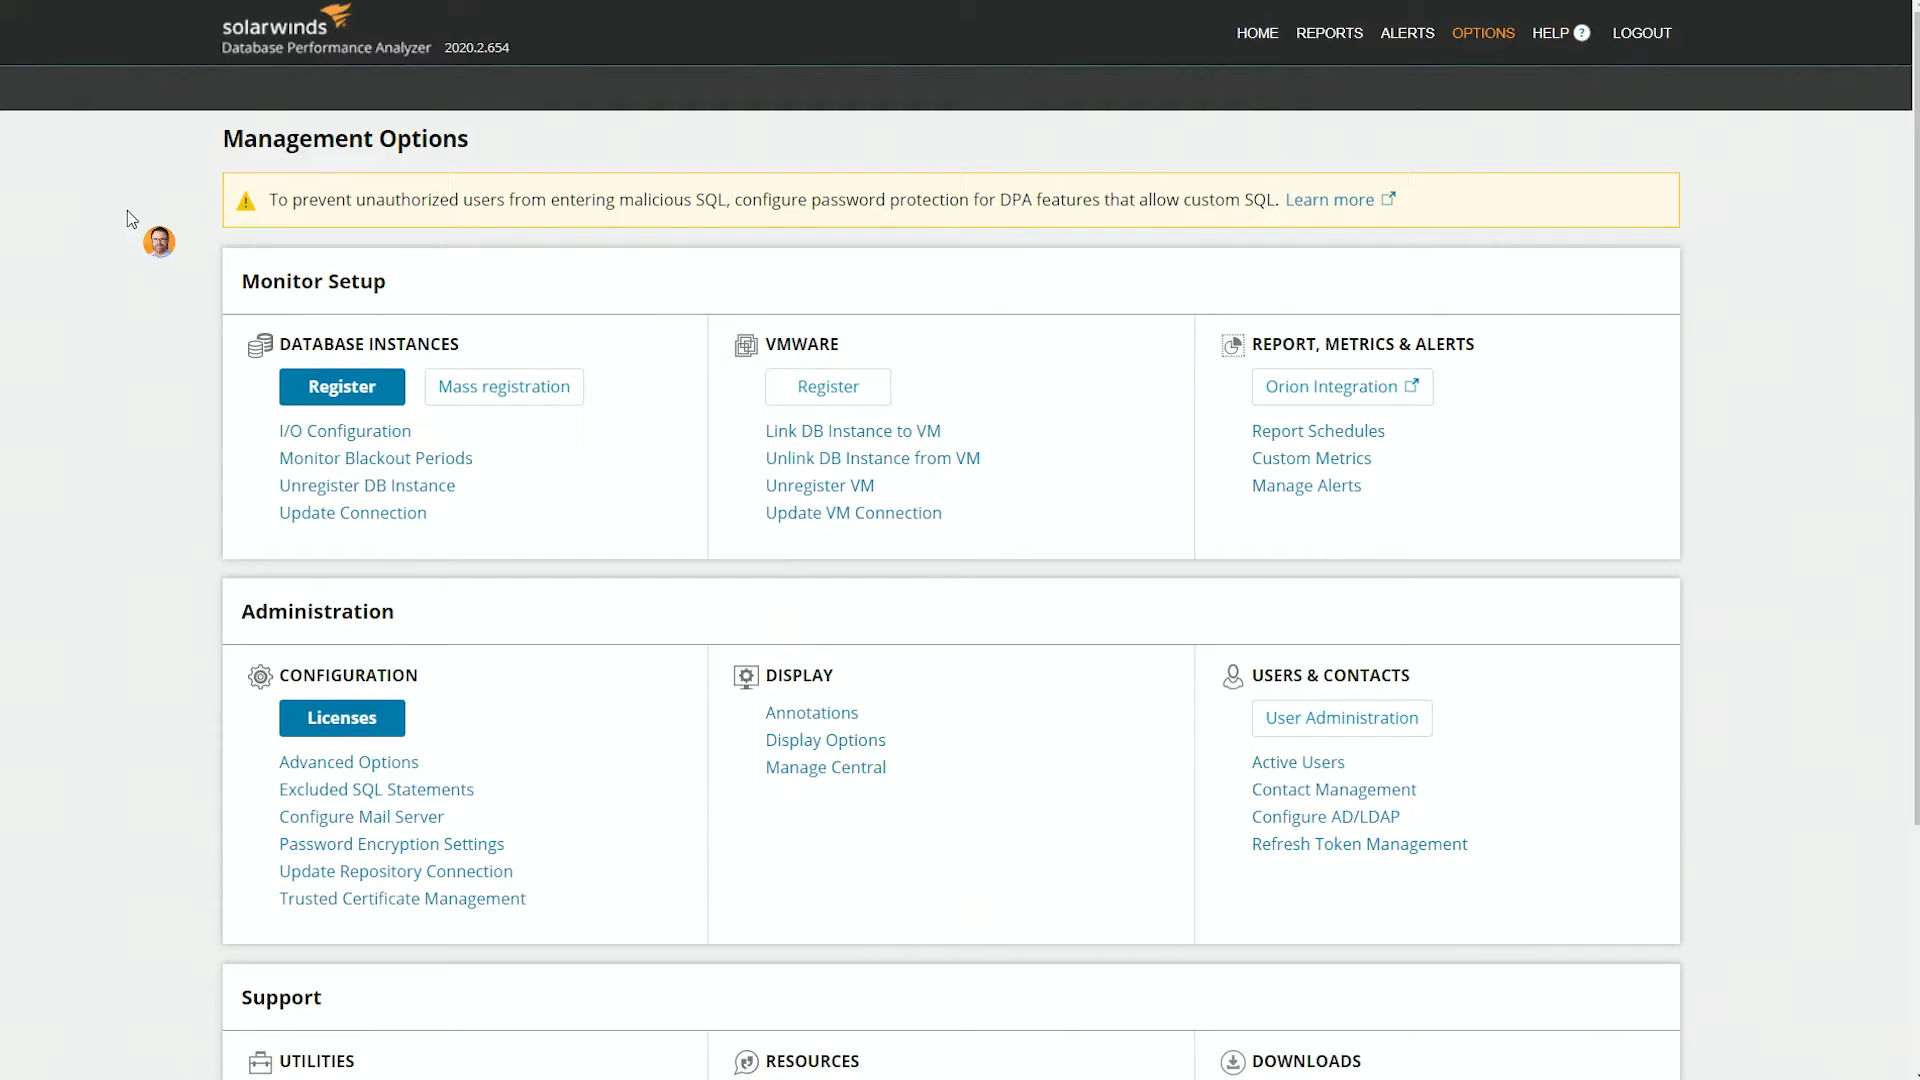 solarwinds
Database Performance Analyzer 2020.2.654
HOME REPORTS ALERTS OPTIONS HELP ? LOGOUT
Management Options
To prevent unauthorized users from entering malicious SQL, configure password protection for DPA features that allow custom SQL. Learn more
Monitor Setup
DATABASE INSTANCES
Register Mass registration
I/O Configuration
Monitor Blackout Periods
Unregister DB Instance
Update Connection
VMWARE
Register
Link DB Instance to VM
Unlink DB Instance from VM
Unregister VM
Update VM Connection
REPORT, METRICS & ALERTS
Orion Integration
Report Schedules
Custom Metrics
Manage Alerts
Administration
CONFIGURATION
Licenses
Advanced Options
Excluded SQL Statements
Configure Mail Server
Password Encryption Settings
Update Repository Connection
Trusted Certificate Management
DISPLAY
Annotations
Display Options
Manage Central
USERS & CONTACTS
User Administration
Active Users
Contact Management
Configure AD/LDAP
Refresh Token Management
Support
UTILITIES
RESOURCES
DOWNLOADS